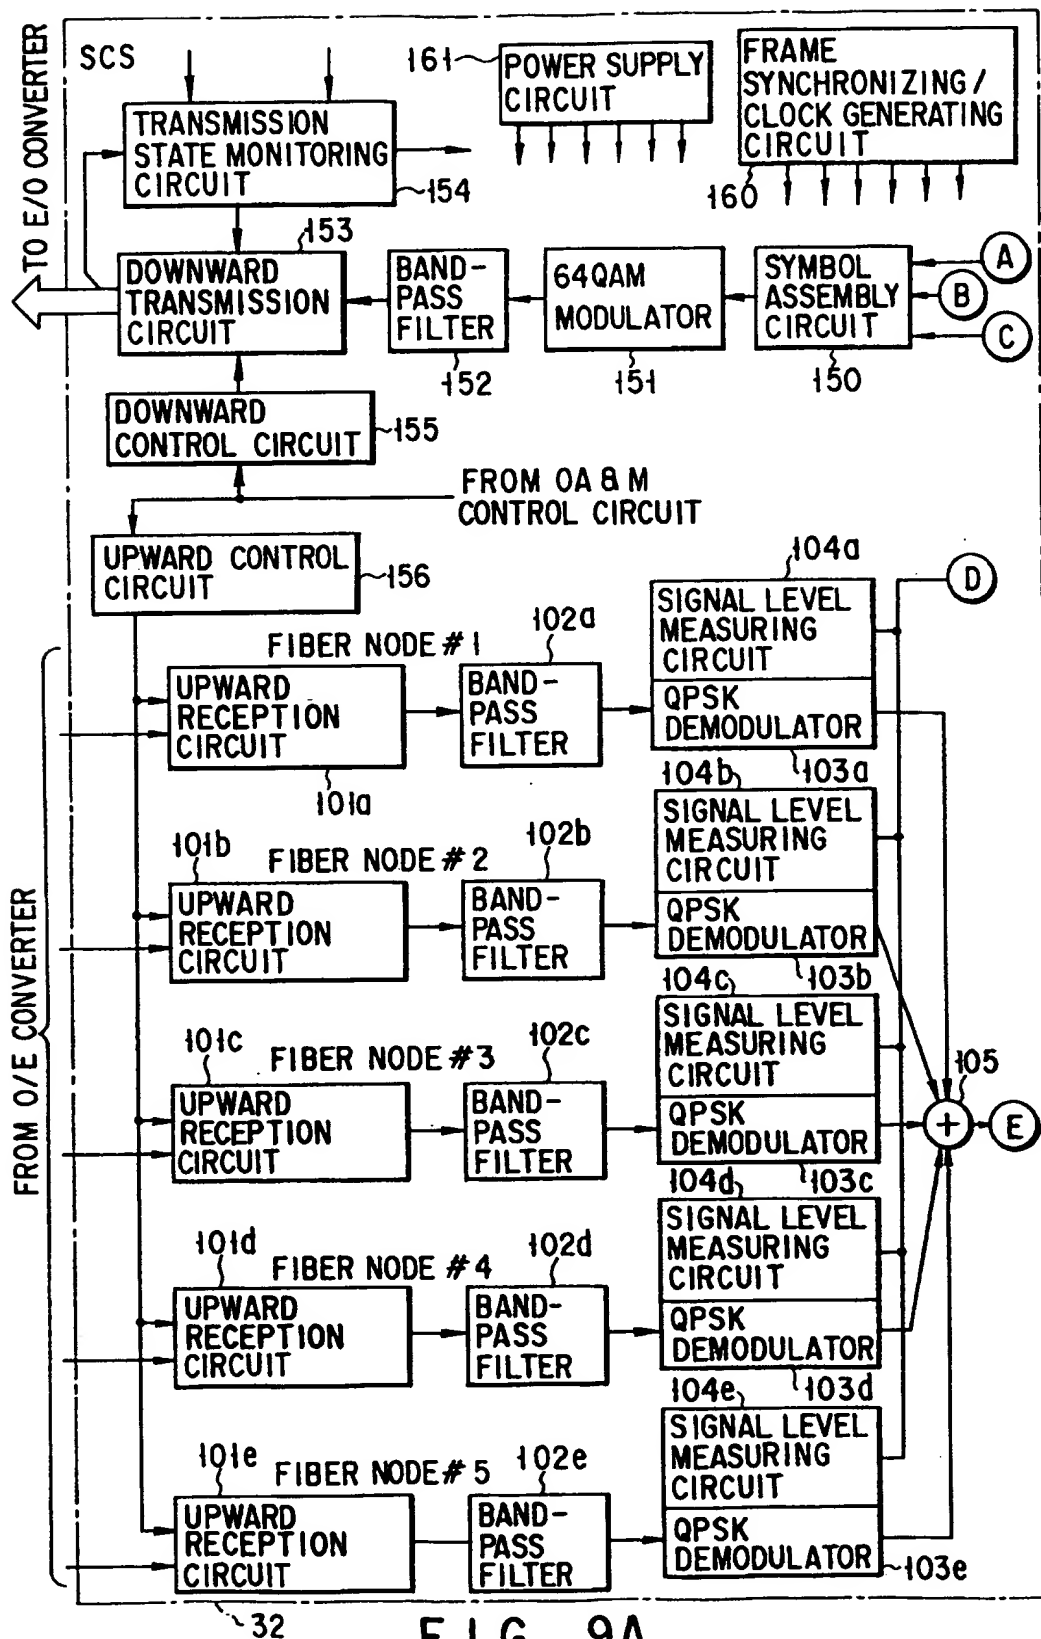 TO E/O CONVERTER
SCS
TRANSMISSION
STATE MONITORING
CIRCUIT
154
161
POWER SUPPLY
CIRCUIT
FRAME
SYNCHRONIZING/
CLOCK GENERATING
CIRCUIT
160
153
DOWNWARD
TRANSMISSION
CIRCUIT
BAND-
PASS
FILTER
152
64QAM
MODULATOR
151
SYMBOL
ASSEMBLY
CIRCUIT
150
A
B
C
DOWNWARD
CONTROL CIRCUIT
155
FROM OA & M
CONTROL CIRCUIT
UPWARD CONTROL
CIRCUIT
156
D
FROM O/E CONVERTER
FIBER NODE #1
UPWARD
RECEPTION
CIRCUIT
101a
102a
BAND-
PASS
FILTER
104a
SIGNAL LEVEL
MEASURING
CIRCUIT
QPSK
DEMODULATOR
103a
101b
FIBER NODE #2
UPWARD
RECEPTION
CIRCUIT
102b
BAND-
PASS
FILTER
104b
SIGNAL LEVEL
MEASURING
CIRCUIT
QPSK
DEMODULATOR
103b
101c
FIBER NODE #3
UPWARD
RECEPTION
CIRCUIT
102c
BAND-
PASS
FILTER
104c
SIGNAL LEVEL
MEASURING
CIRCUIT
QPSK
DEMODULATOR
103c
105
+
E
101d
FIBER NODE #4
UPWARD
RECEPTION
CIRCUIT
102d
BAND-
PASS
FILTER
104d
SIGNAL LEVEL
MEASURING
CIRCUIT
QPSK
DEMODULATOR
103d
101e
FIBER NODE #5
UPWARD
RECEPTION
CIRCUIT
102e
BAND-
PASS
FILTER
104e
SIGNAL LEVEL
MEASURING
CIRCUIT
QPSK
DEMODULATOR
103e
32
FIG. 9A